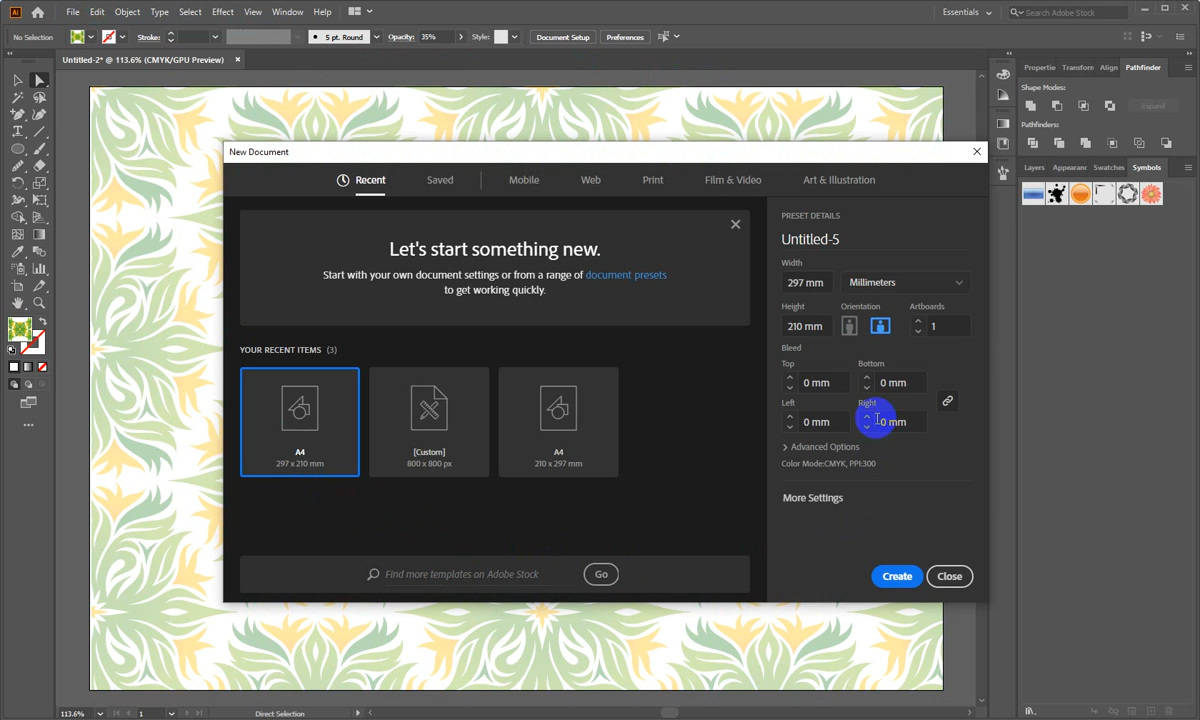 Ai File Edit Object Type Select Effect View Window Help Essentials Search Adobe Stock
No Selection Stroke: 5 pt. Round Opacity: 35% Style: Document Setup Preferences
Untitled-2* @ 113.6% (CMYK/GPU Preview) ×
Propertie Transform Align Pathfinder
Shape Modes:
Expand
Pathfinders:
Layers Appearanc Swatches Symbols
New Document
Recent Saved Mobile Web Print Film & Video Art & Illustration
Let's start something new.
Start with your own document settings or from a range of document presets
to get working quickly.
YOUR RECENT ITEMS (3)
A4
297 x 210 mm
[Custom]
800 x 800 px
A4
210 x 297 mm
Find more templates on Adobe Stock Go
PRESET DETAILS
Untitled-5
Width
297 mm Millimeters
Height Orientation Artboards
210 mm 1
Bleed
Top Bottom
0 mm 0 mm
Left Right
0 mm 0 mm
> Advanced Options
Color Mode:CMYK, PPI:300
More Settings
Create Close
113.6% 1 Direct Selection